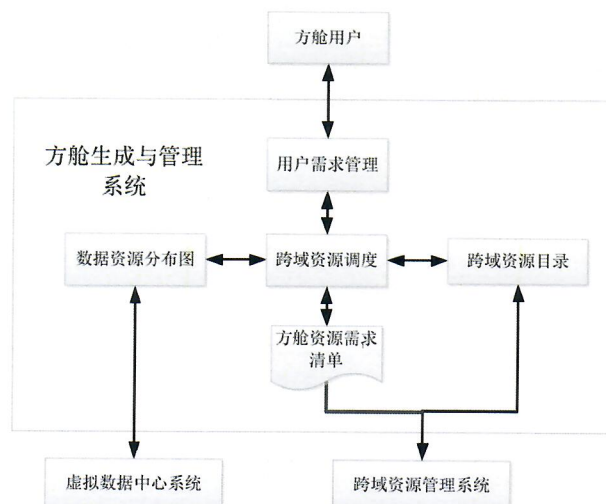 方舱用户
方舱生成与管理
系统
用户需求管理
数据资源分布图
跨域资源调度
跨域资源目录
方舱资源需求
清单
虚拟数据中心系统
跨域资源管理系统